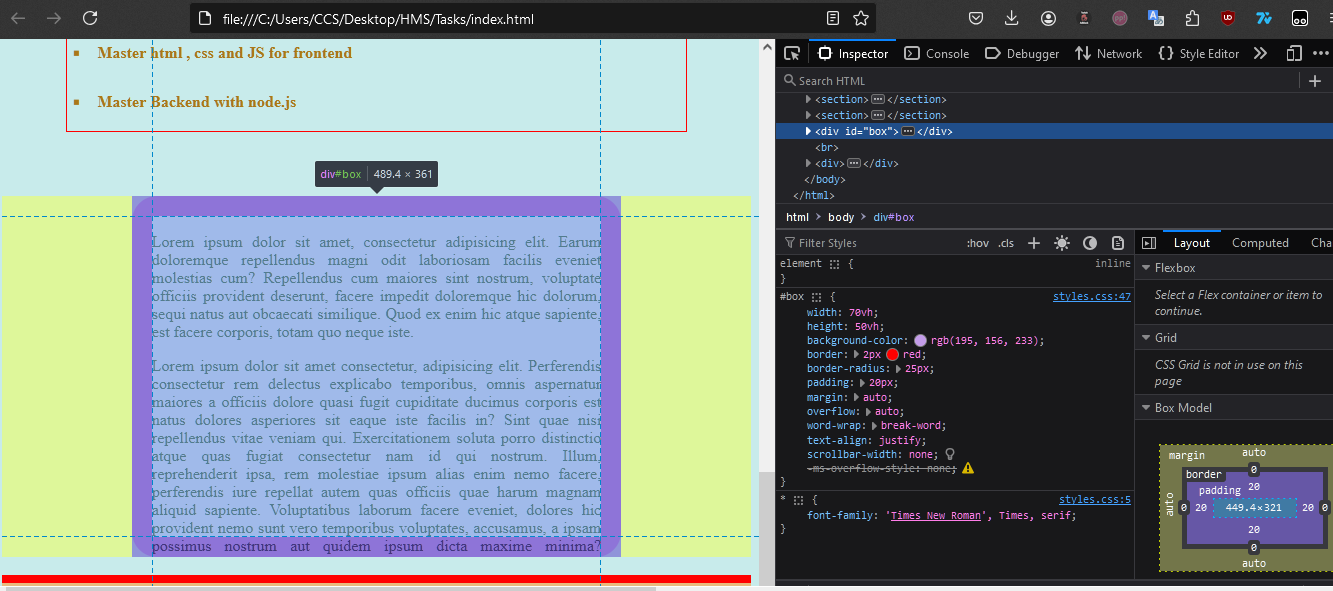 file:///C:/Users/CCS/Desktop/HMS/Tasks/index.html
Master html , css and JS for frontend
Master Backend with node.js
div#box 489.4 × 361
Lorem ipsum dolor sit amet, consectetur adipisicing elit. Earum
doloremque repellendus magni odit laboriosam facilis eveniet
molestias cum? Repellendus cum maiores sint nostrum, voluptate
officiis provident deserunt, facere impedit doloremque hic dolorum,
sequi natus aut obcaecati similique. Quod ex enim hic atque sapiente,
est facere corporis, totam quo neque iste.
Lorem ipsum dolor sit amet consectetur, adipisicing elit. Perferendis
consectetur rem delectus explicabo temporibus, omnis aspernatur
maiores a officiis dolore quasi fugit cupiditate ducimus corporis est
natus dolores asperiores sit eaque iste facilis in? Sint quae nisi
repellendus vitae veniam qui. Exercitationem soluta porro distinctio
atque quas fugiat consectetur nam id qui nostrum. Illum,
reprehenderit ipsa, rem molestiae ipsum alias enim nemo facere,
perferendis iure repellat autem quas officiis quae harum magnam
aliquid sapiente. Voluptatibus laborum facere eveniet, dolores hic
provident nemo sunt vero temporibus voluptates, accusamus, a ipsam
possimus nostrum aut quidem ipsum dicta maxime minima?
Inspector Console Debugger Network Style Editor
Search HTML
<section> </section>
<section> </section>
<div id="box"> </div>
<br>
<div> </div>
</body>
</html>
html > body > div#box
Filter Styles :hov .cls
element { inline
}
#box { styles.css:47
width: 70vh;
height: 50vh;
background-color: rgb(195, 156, 233);
border: 2px red;
border-radius: 25px;
padding: 20px;
margin: auto;
overflow: auto;
word-wrap: break-word;
text-align: justify;
scrollbar-width: none;
-ms-overflow-style: none;
}
* { styles.css:5
font-family: 'Times New Roman', Times, serif;
}
Layout Computed Cha
Flexbox
Select a Flex container or item to
continue.
Grid
CSS Grid is not in use on this
page
Box Model
margin auto
border 0
padding 20
auto 0 20 449.4×321 20 0
20
0
auto